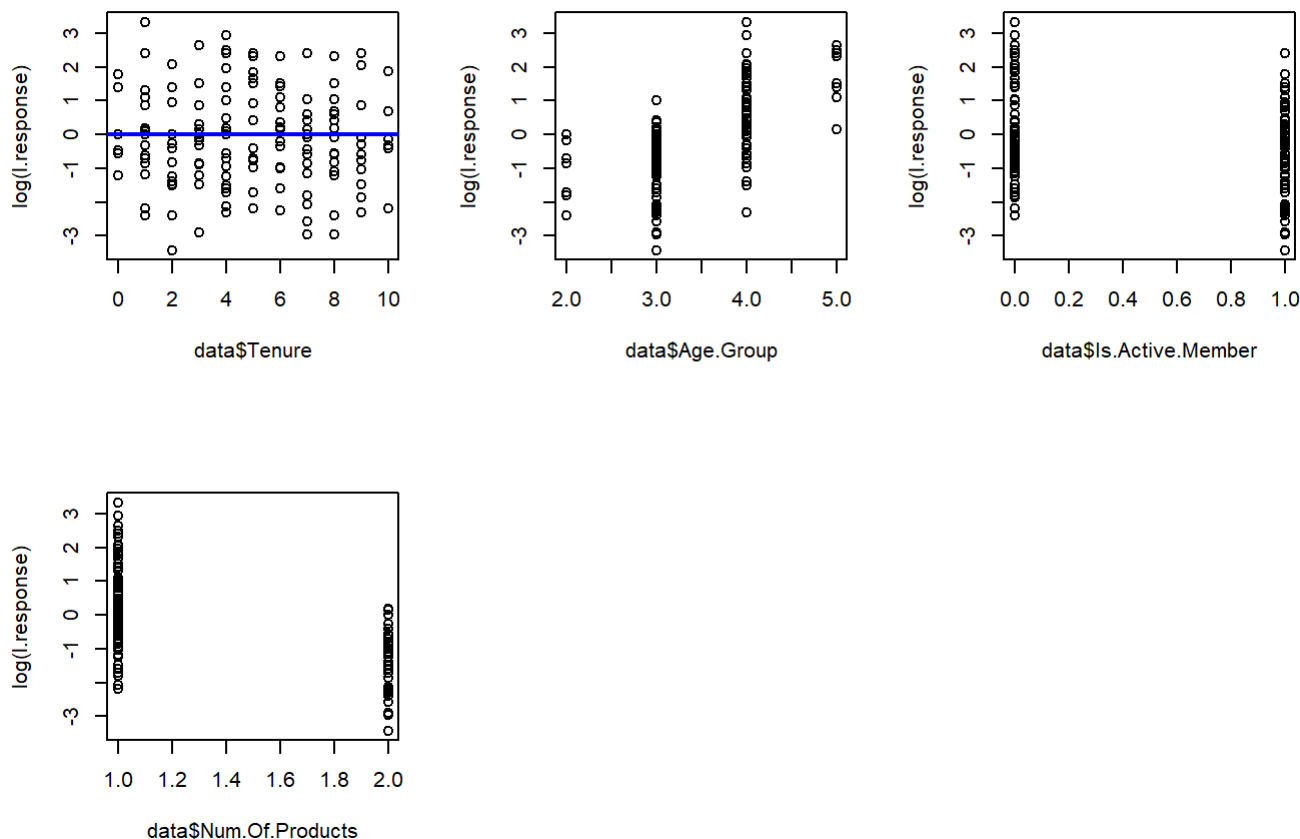 log(l.response)
3
2
1
0
-1
-3
0 2 4 6 8 10
data$Tenure
log(l.response)
3
2
1
0
-1
-3
2.0 3.0 4.0 5.0
data$Age.Group
log(l.response)
3
2
1
0
-1
-3
0.0 0.2 0.4 0.6 0.8 1.0
data$Is.Active.Member
log(l.response)
3
2
1
0
-1
-3
1.0 1.2 1.4 1.6 1.8 2.0
data$Num.Of.Products